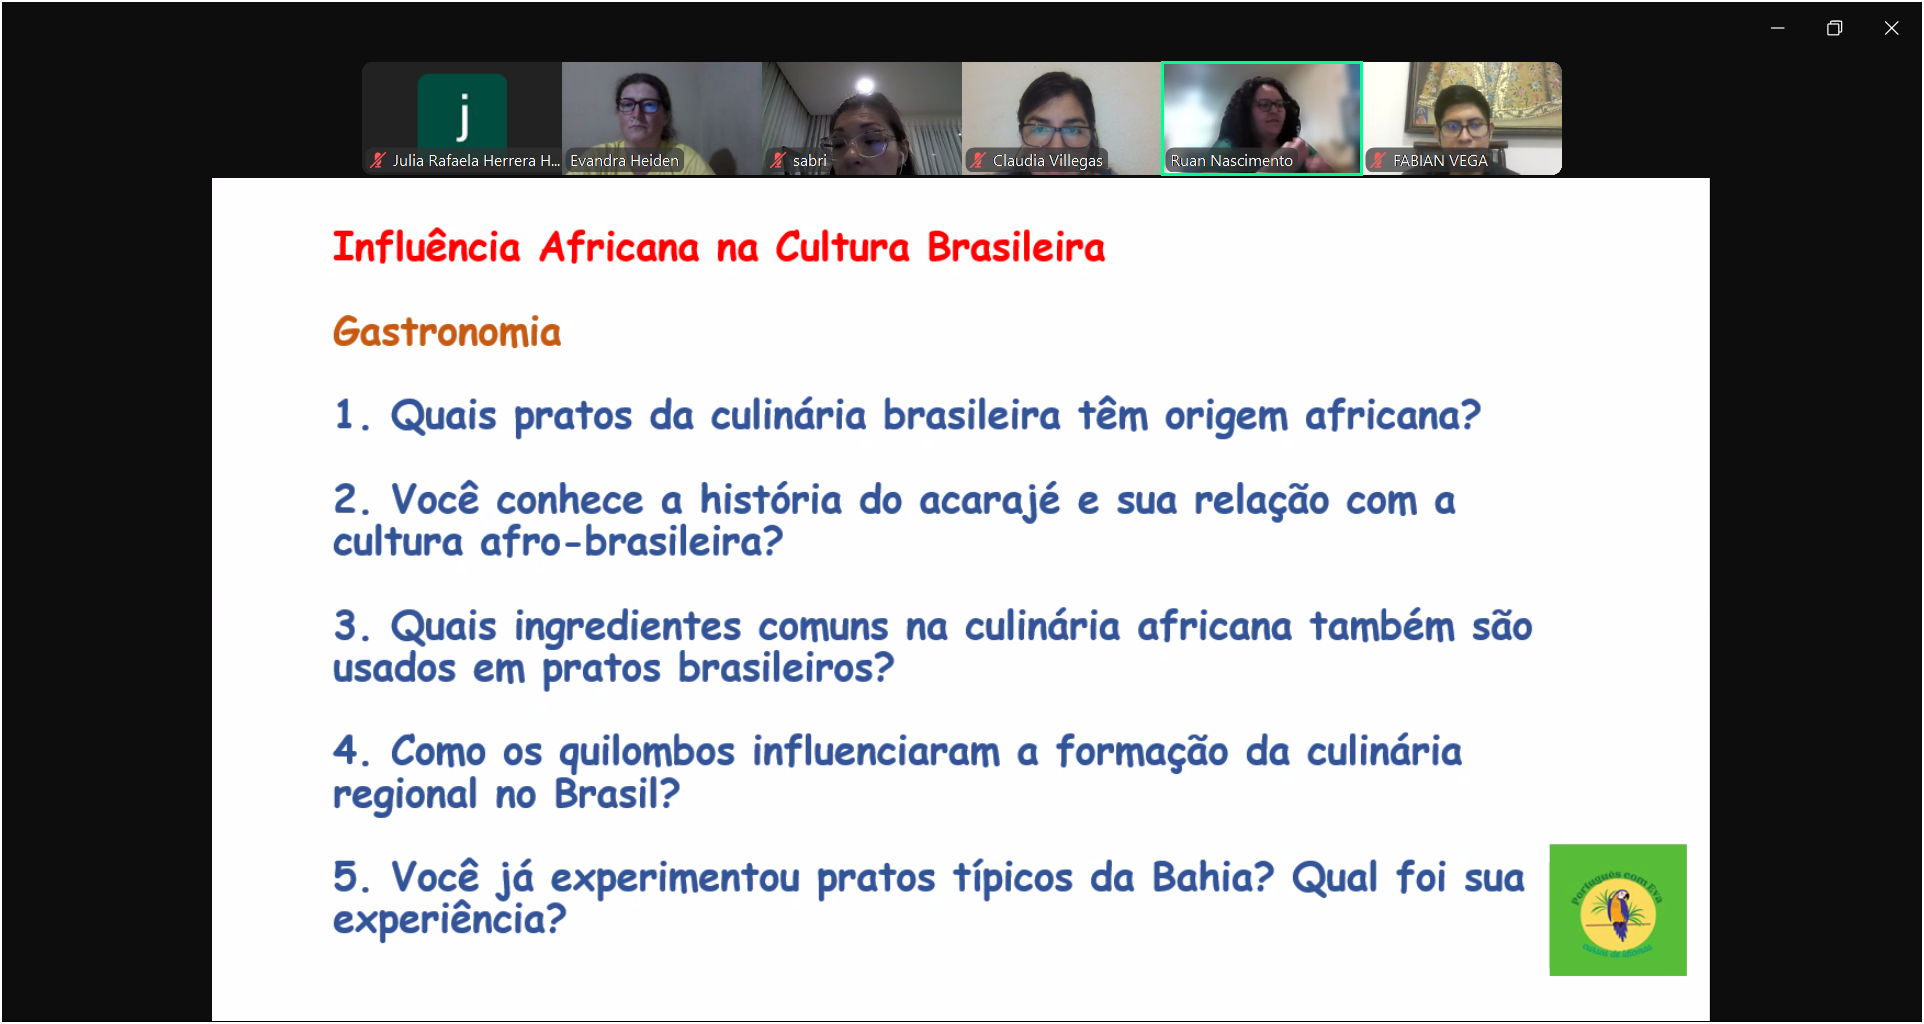 j
Julia Rafaela Herrera H...
Evandra Heiden
sabri
Claudia Villegas
Ruan Nascimento
FABIAN VEGA
Influência Africana na Cultura Brasileira
Gastronomia
1. Quais pratos da culinária brasileira têm origem africana?
2. Você conhece a história do acarajé e sua relação com a
cultura afro-brasileira?
3. Quais ingredientes comuns na culinária africana também são
usados em pratos brasileiros?
4. Como os quilombos influenciaram a formação da culinária
regional no Brasil?
5. Você já experimentou pratos típicos da Bahia? Qual foi sua
experiência?
Português com Eva
cursos de idiomas